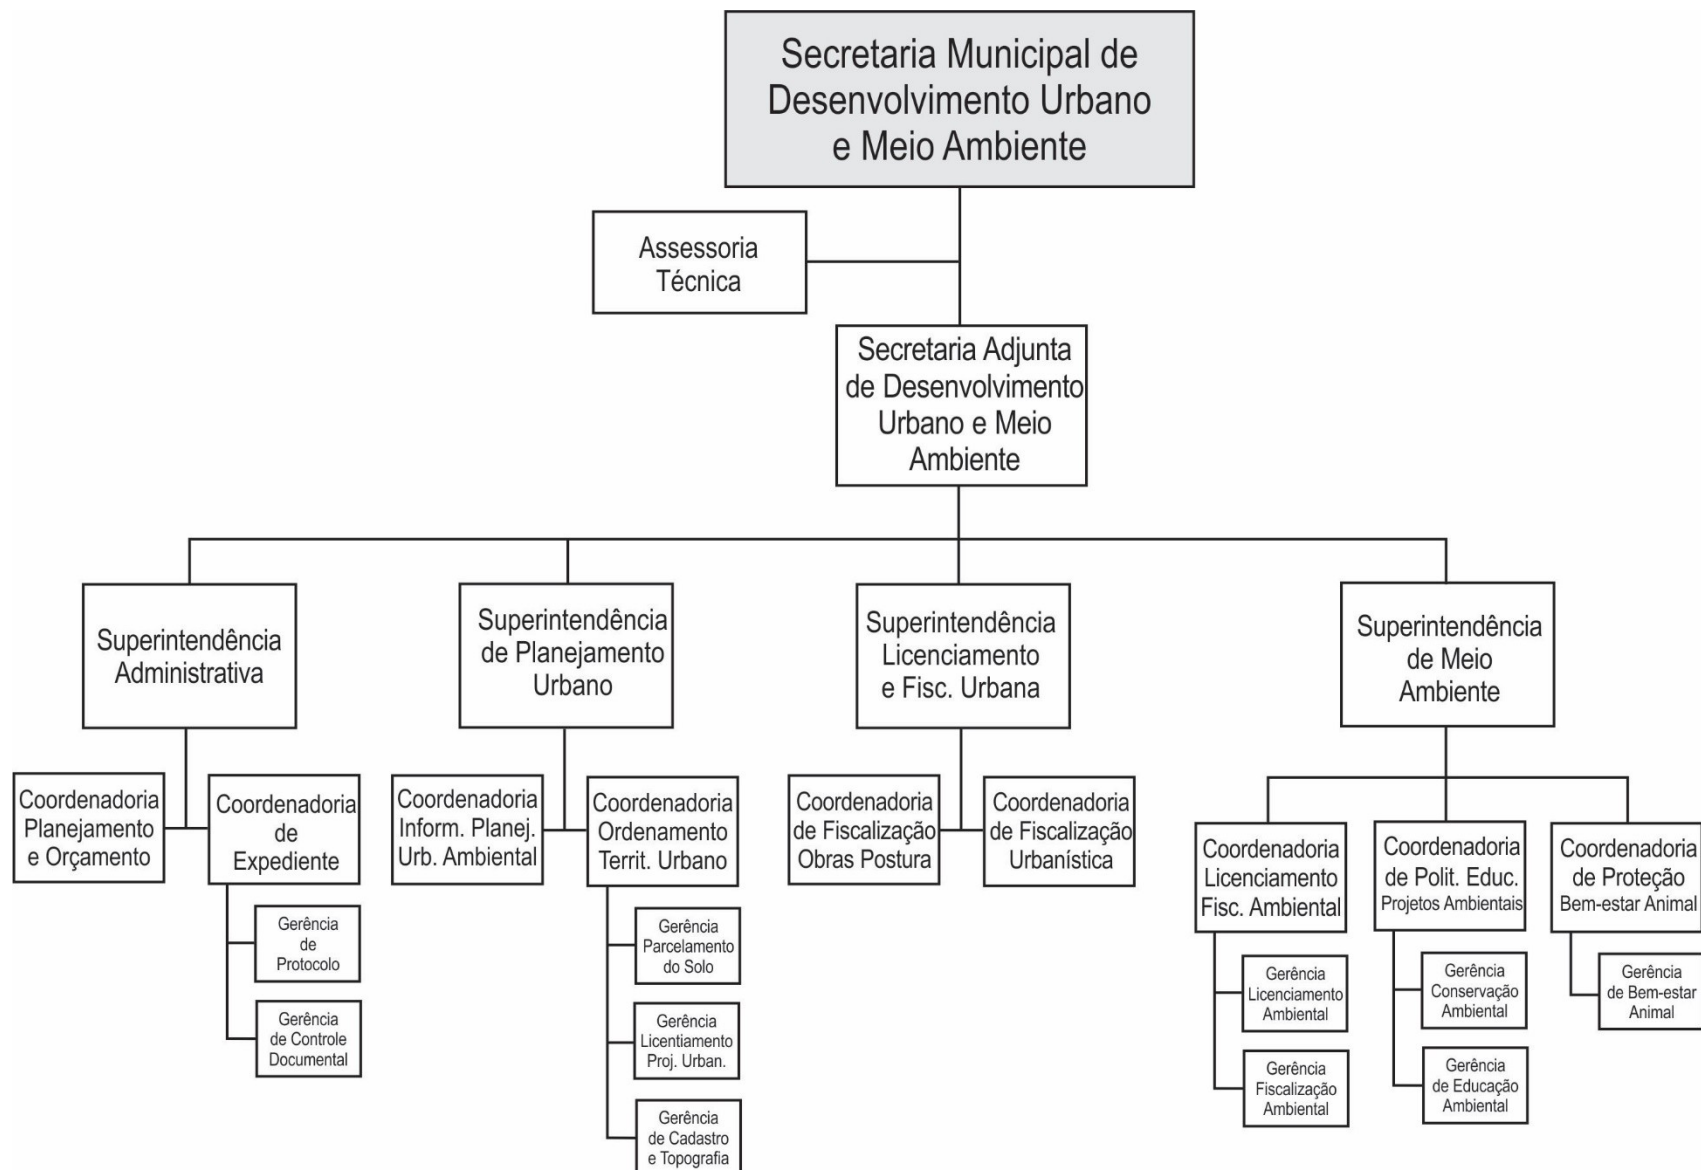 Secretaria Municipal de
Desenvolvimento Urbano
e Meio Ambiente
Assessoria
Técnica
Secretaria Adjunta
de Desenvolvimento
Urbano e Meio
Ambiente
Superintendência
Administrativa
Superintendência
de Planejamento
Urbano
Superintendência
Licenciamento
e Fisc. Urbana
Superintendência
de Meio
Ambiente
Coordenadoria
Planejamento
e Orçamento
Coordenadoria
de
Expediente
Coordenadoria
Inform. Planej.
Urb. Ambiental
Coordenadoria
Ordenamento
Territ. Urbano
Coordenadoria
de Fiscalização
Obras Postura
Coordenadoria
de Fiscalização
Urbanística
Coordenadoria
Licenciamento
Fisc. Ambiental
Coordenadoria
de Polit. Educ.
Projetos Ambientais
Coordenadoria
de Proteção
Bem-estar Animal
Gerência
de
Protocolo
Gerência
de Controle
Documental
Gerência
Parcelamento
do Solo
Gerência
Licentiamento
Proj. Urban.
Gerência
de Cadastro
e Topografia
Gerência
Licenciamento
Ambiental
Gerência
Fiscalização
Ambiental
Gerência
Conservação
Ambiental
Gerência
de Educação
Ambiental
Gerência
de Bem-estar
Animal